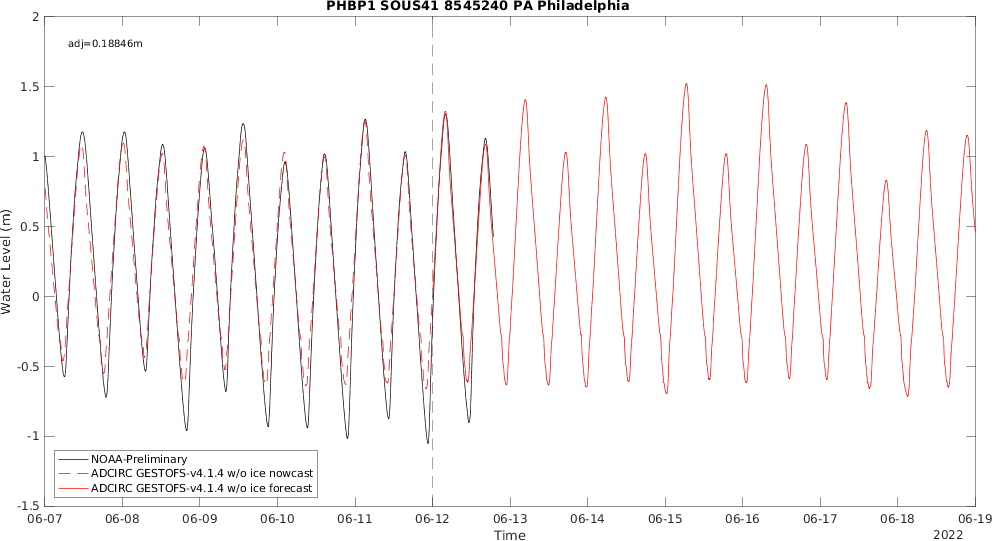 PHBP1 SOUS41 8545240 PA Philadelphia
2
adj=0.18846m
1.5
1
0.5
0
-0.5
-1
-1.5
Water Level (m)
NOAA-Preliminary
ADCIRC GESTOFS-v4.1.4 w/o ice nowcast
ADCIRC GESTOFS-v4.1.4 w/o ice forecast
06-07 06-08 06-09 06-10 06-11 06-12 06-13 06-14 06-15 06-16 06-17 06-18 06-19
Time
2022